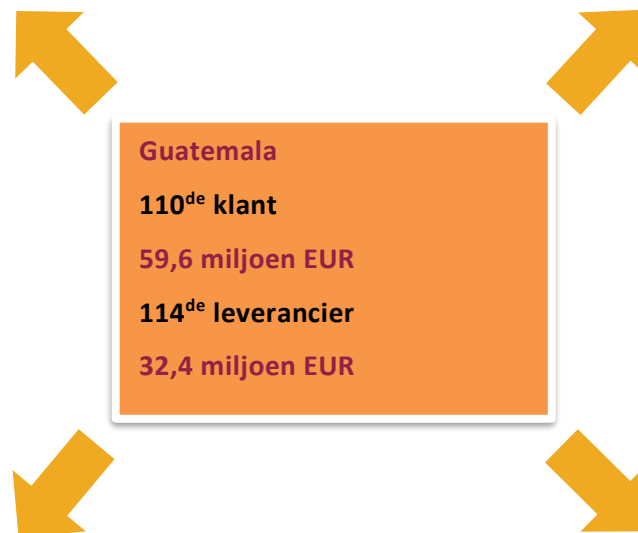 Guatemala
110de klant
59,6 miljoen EUR
114de leverancier
32,4 miljoen EUR